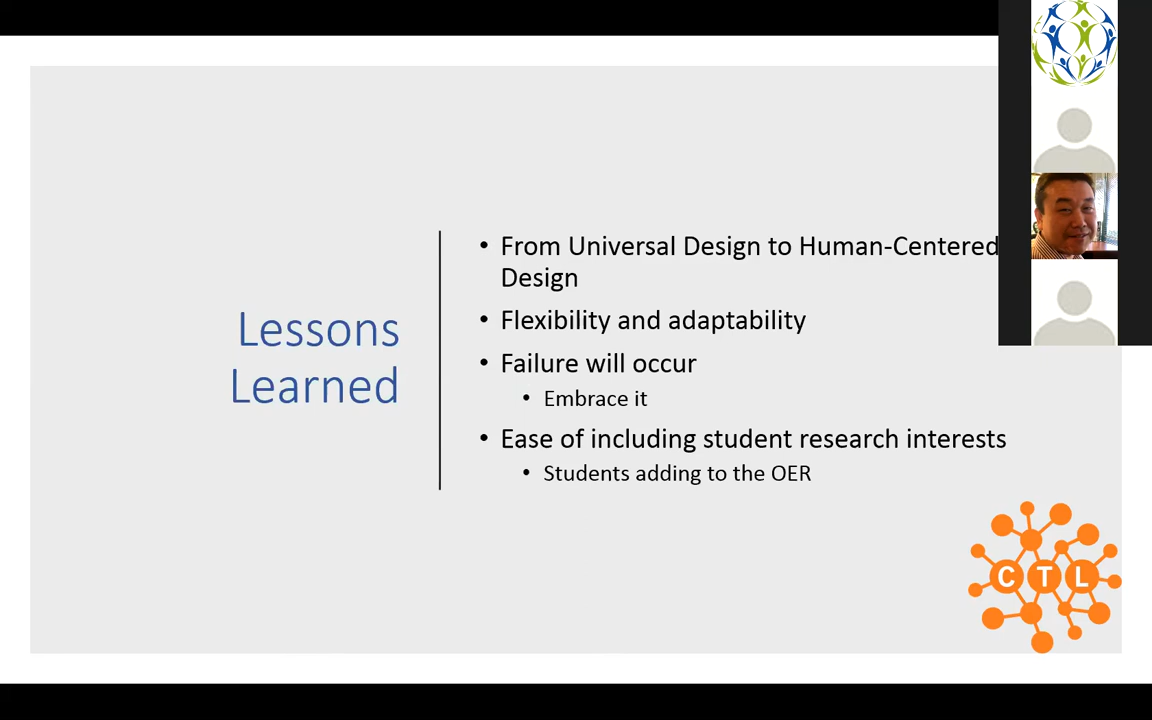 Lessons
Learned
• From Universal Design to Human-Centered
Design
• Flexibility and adaptability
• Failure will occur
• Embrace it
• Ease of including student research interests
• Students adding to the OER
CTL